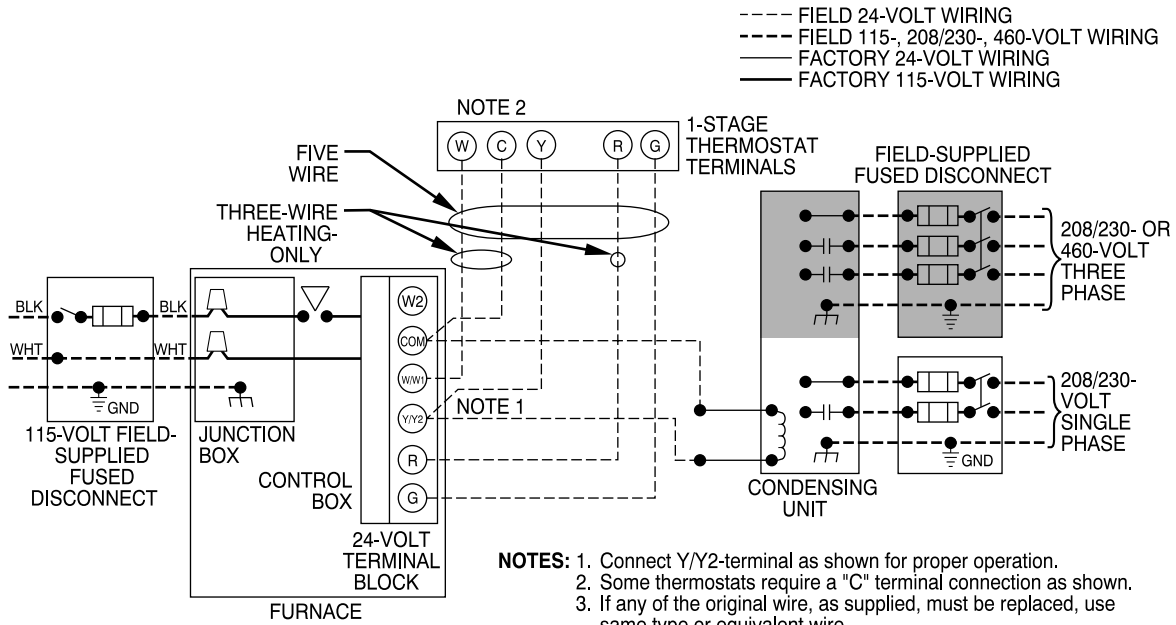 FIELD 24-VOLT WIRING
FIELD 115-, 208/230-, 460-VOLT WIRING
FACTORY 24-VOLT WIRING
FACTORY 115-VOLT WIRING
NOTE 2
W
C
Y
R
G
1-STAGE
THERMOSTAT
TERMINALS
FIVE
WIRE
THREE-WIRE
HEATING-
ONLY
FIELD-SUPPLIED
FUSED DISCONNECT
208/230- OR
460-VOLT
THREE
PHASE
BLK
BLK
WHT
WHT
GND
W2
COM
W/W1
Y/Y2
R
G
NOTE 1
208/230-
VOLT
SINGLE
PHASE
GND
115-VOLT FIELD-
SUPPLIED
FUSED
DISCONNECT
JUNCTION
BOX
CONTROL
BOX
24-VOLT
TERMINAL
BLOCK
FURNACE
CONDENSING
UNIT
NOTES: 1. Connect Y/Y2-terminal as shown for proper operation.
2. Some thermostats require a "C" terminal connection as shown.
3. If any of the original wire, as supplied, must be replaced, use
same type or equivalent wire.